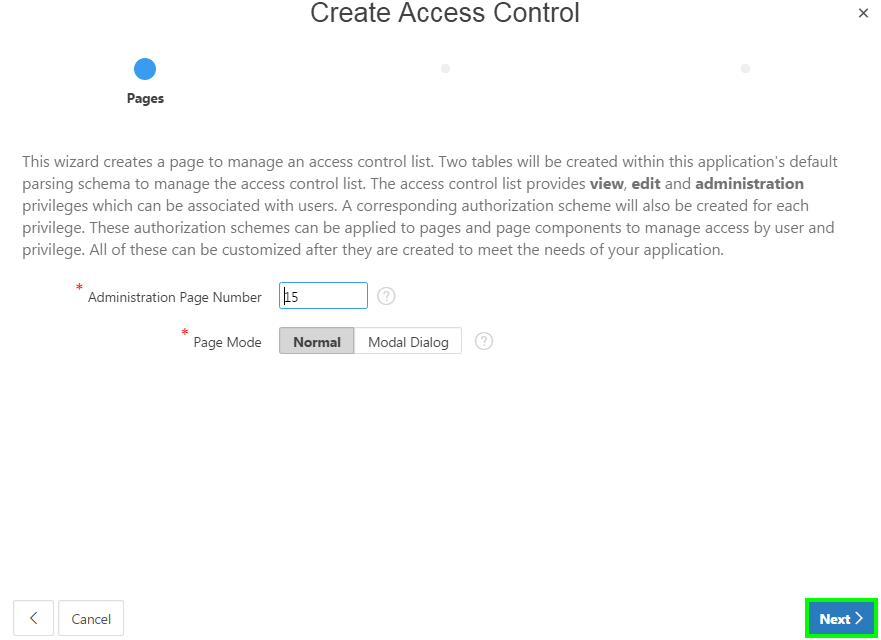 Create Access Control
×
Pages
This wizard creates a page to manage an access control list. Two tables will be created within this application's default
parsing schema to manage the access control list. The access control list provides view, edit and administration
privileges which can be associated with users. A corresponding authorization scheme will also be created for each
privilege. These authorization schemes can be applied to pages and page components to manage access by user and
privilege. All of these can be customized after they are created to meet the needs of your application.
* Administration Page Number 15 ?
* Page Mode Normal Modal Dialog ?
< Cancel Next >